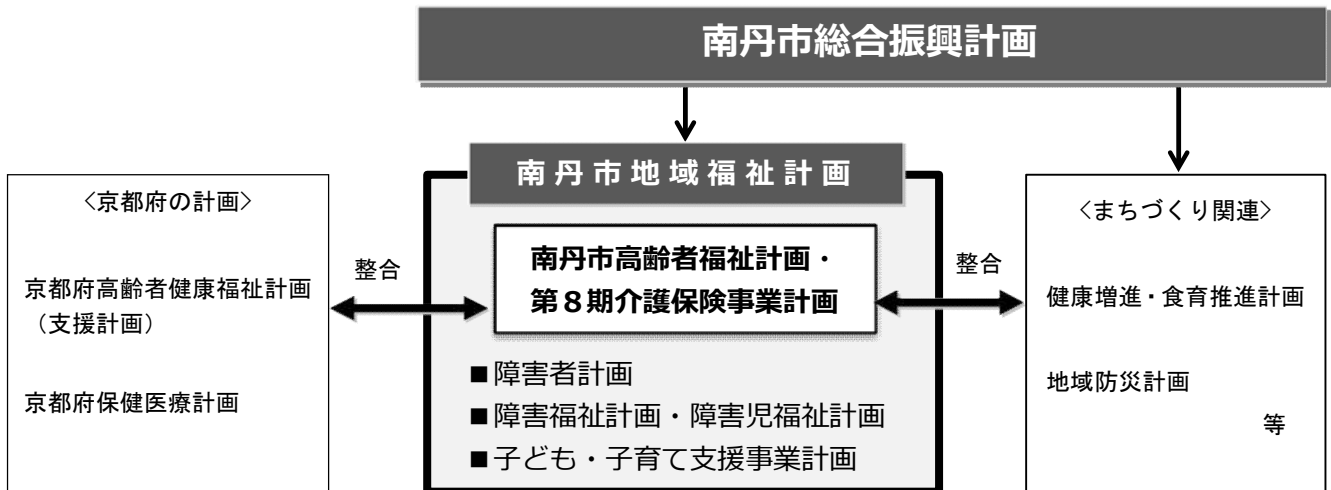 南丹市総合振興計画
南丹市地域福祉計画
〈京都府の計画〉
京都府高齢者健康福祉計画
（支援計画）
京都府保健医療計画
整合
南丹市高齢者福祉計画・
第８期介護保険事業計画
■障害者計画
■障害福祉計画・障害児福祉計画
■子ども・子育て支援事業計画
整合
〈まちづくり関連〉
健康増進・食育推進計画
地域防災計画
等